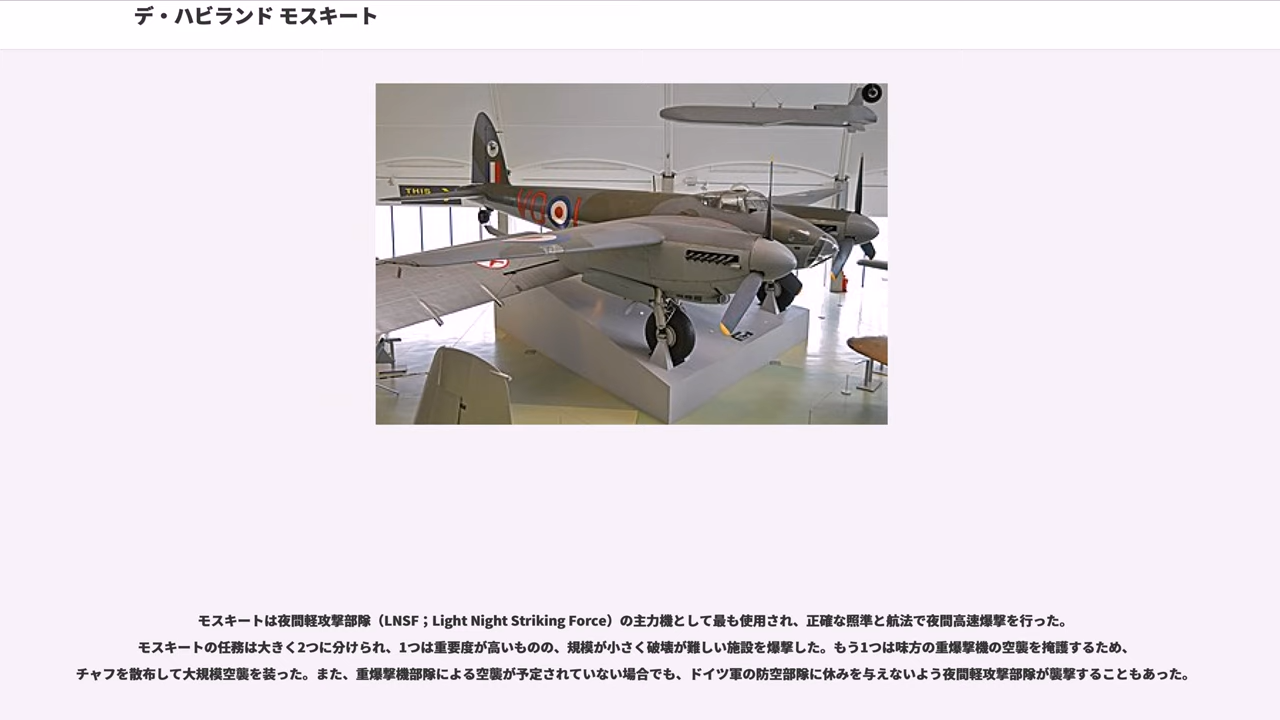 デ・ハビランド モスキート
THIS
モスキートは夜間軽攻撃部隊（LNSF；Light Night Striking Force）の主力機として最も使用され、正確な照準と航法で夜間高速爆撃を行った。
モスキートの任務は大きく2つに分けられ、1つは重要度が高いものの、規模が小さく破壊が難しい施設を爆撃した。もう1つは味方の重爆撃機の空襲を掩護するため、
チャフを散布して大規模空襲を装った。また、重爆撃機部隊による空襲が予定されていない場合でも、ドイツ軍の防空部隊に休みを与えないよう夜間軽攻撃部隊が襲撃することもあった。